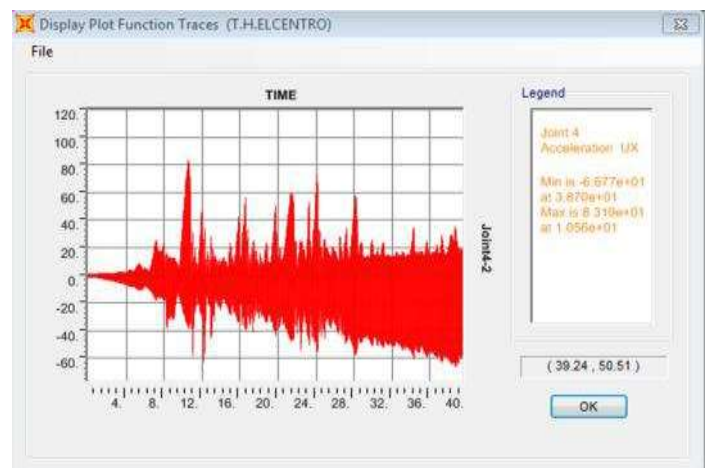 Display Plot Function Traces (T.H.ELCENTRO)
File
TIME
120.
100.
80.
60.
40.
20.
0.
-20.
-40.
-60.
4. 8. 12. 16. 20. 24. 28. 32. 36. 40.
Joint4-2
Legend
Joint 4
Acceleration UX
Min is -6.677e+01
at 3.870e+01
Max is 8.319e+01
at 1.056e+01
( 39.24 , 50.51 )
OK